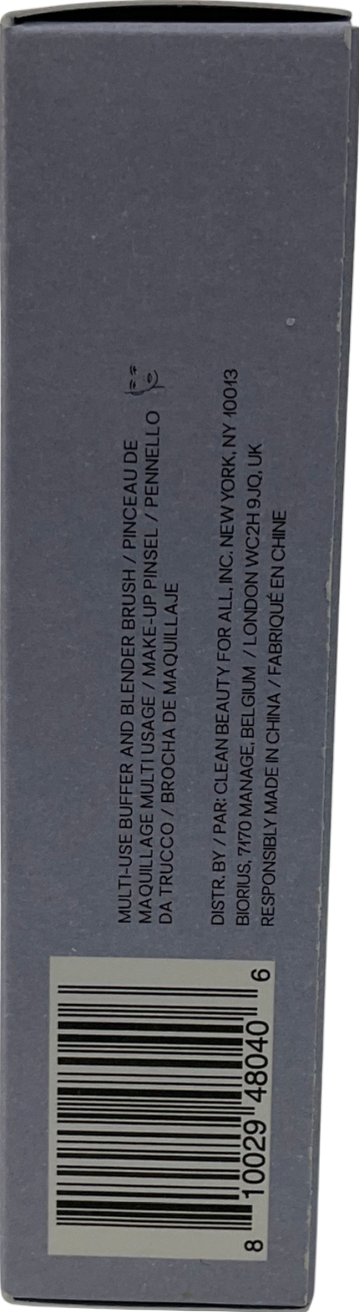 MULTI-USE BUFFER AND BLENDER BRUSH / PINCEAU DE
MAQUILLAGE MULTI USAGE / MAKE-UP PINSEL / PENNELLO
DA TRUCCO / BROCHA DE MAQUILLAJE
DISTR. BY / PAR: CLEAN BEAUTY FOR ALL, INC. NEW YORK, NY 10013
BIORIUS, 7170 MANAGE, BELGIUM / LONDON WC2H 9JQ, UK
RESPONSIBLY MADE IN CHINA / FABRIQUÉ EN CHINE
8 10029 48040 6